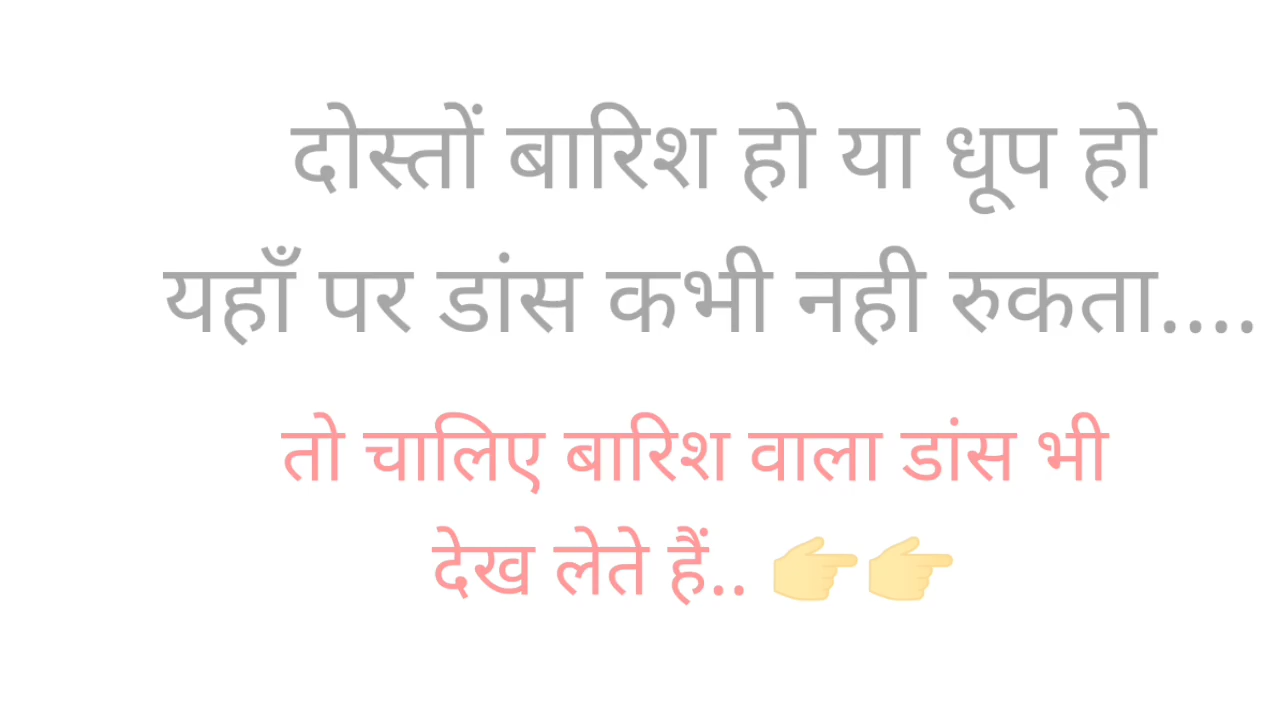 दोस्तों बारिश हो या धूप हो
यहाँ पर डांस कभी नही रुकता....
तो चालिए बारिश वाला डांस भी
देख लेते हैं.. 👉👉